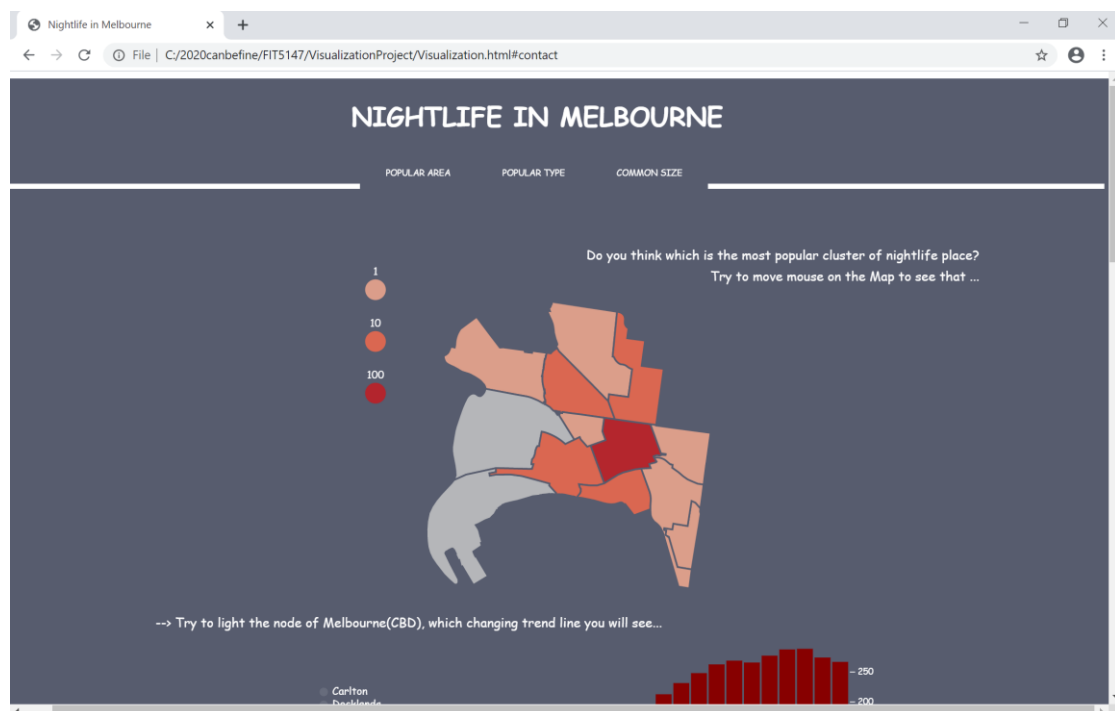 Nightlife in Melbourne
File | C:/2020canbefine/FIT5147/VisualizationProject/Visualization.html#contact
NIGHTLIFE IN MELBOURNE
POPULAR AREA POPULAR TYPE COMMON SIZE
Do you think which is the most popular cluster of nightlife place?
Try to move mouse on the Map to see that ...
1
10
100
--> Try to light the node of Melbourne(CBD), which changing trend line you will see...
Carlton
Docklands
250
200